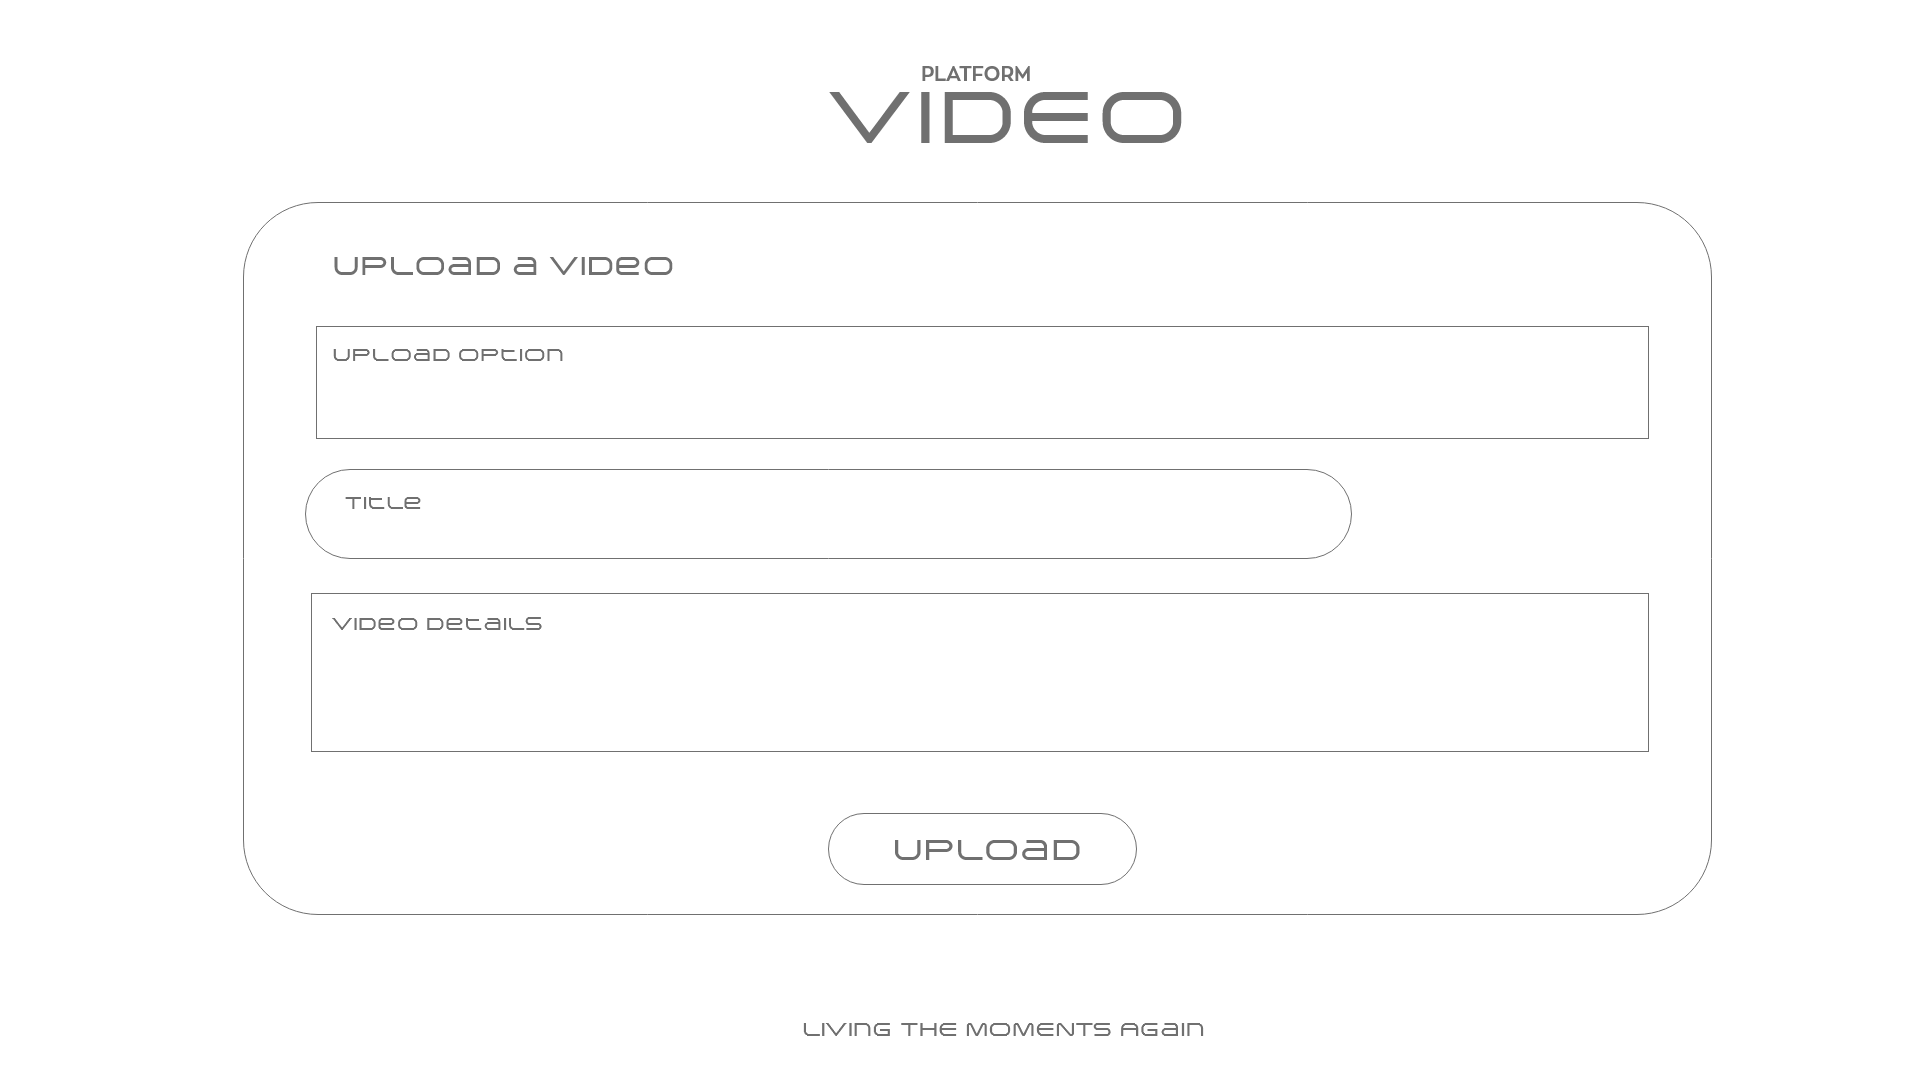 PLATFORM
VIDEO
Upload a Video
Upload Option
Title
Video Details
Upload
LIVING THE MOMENTS AGain